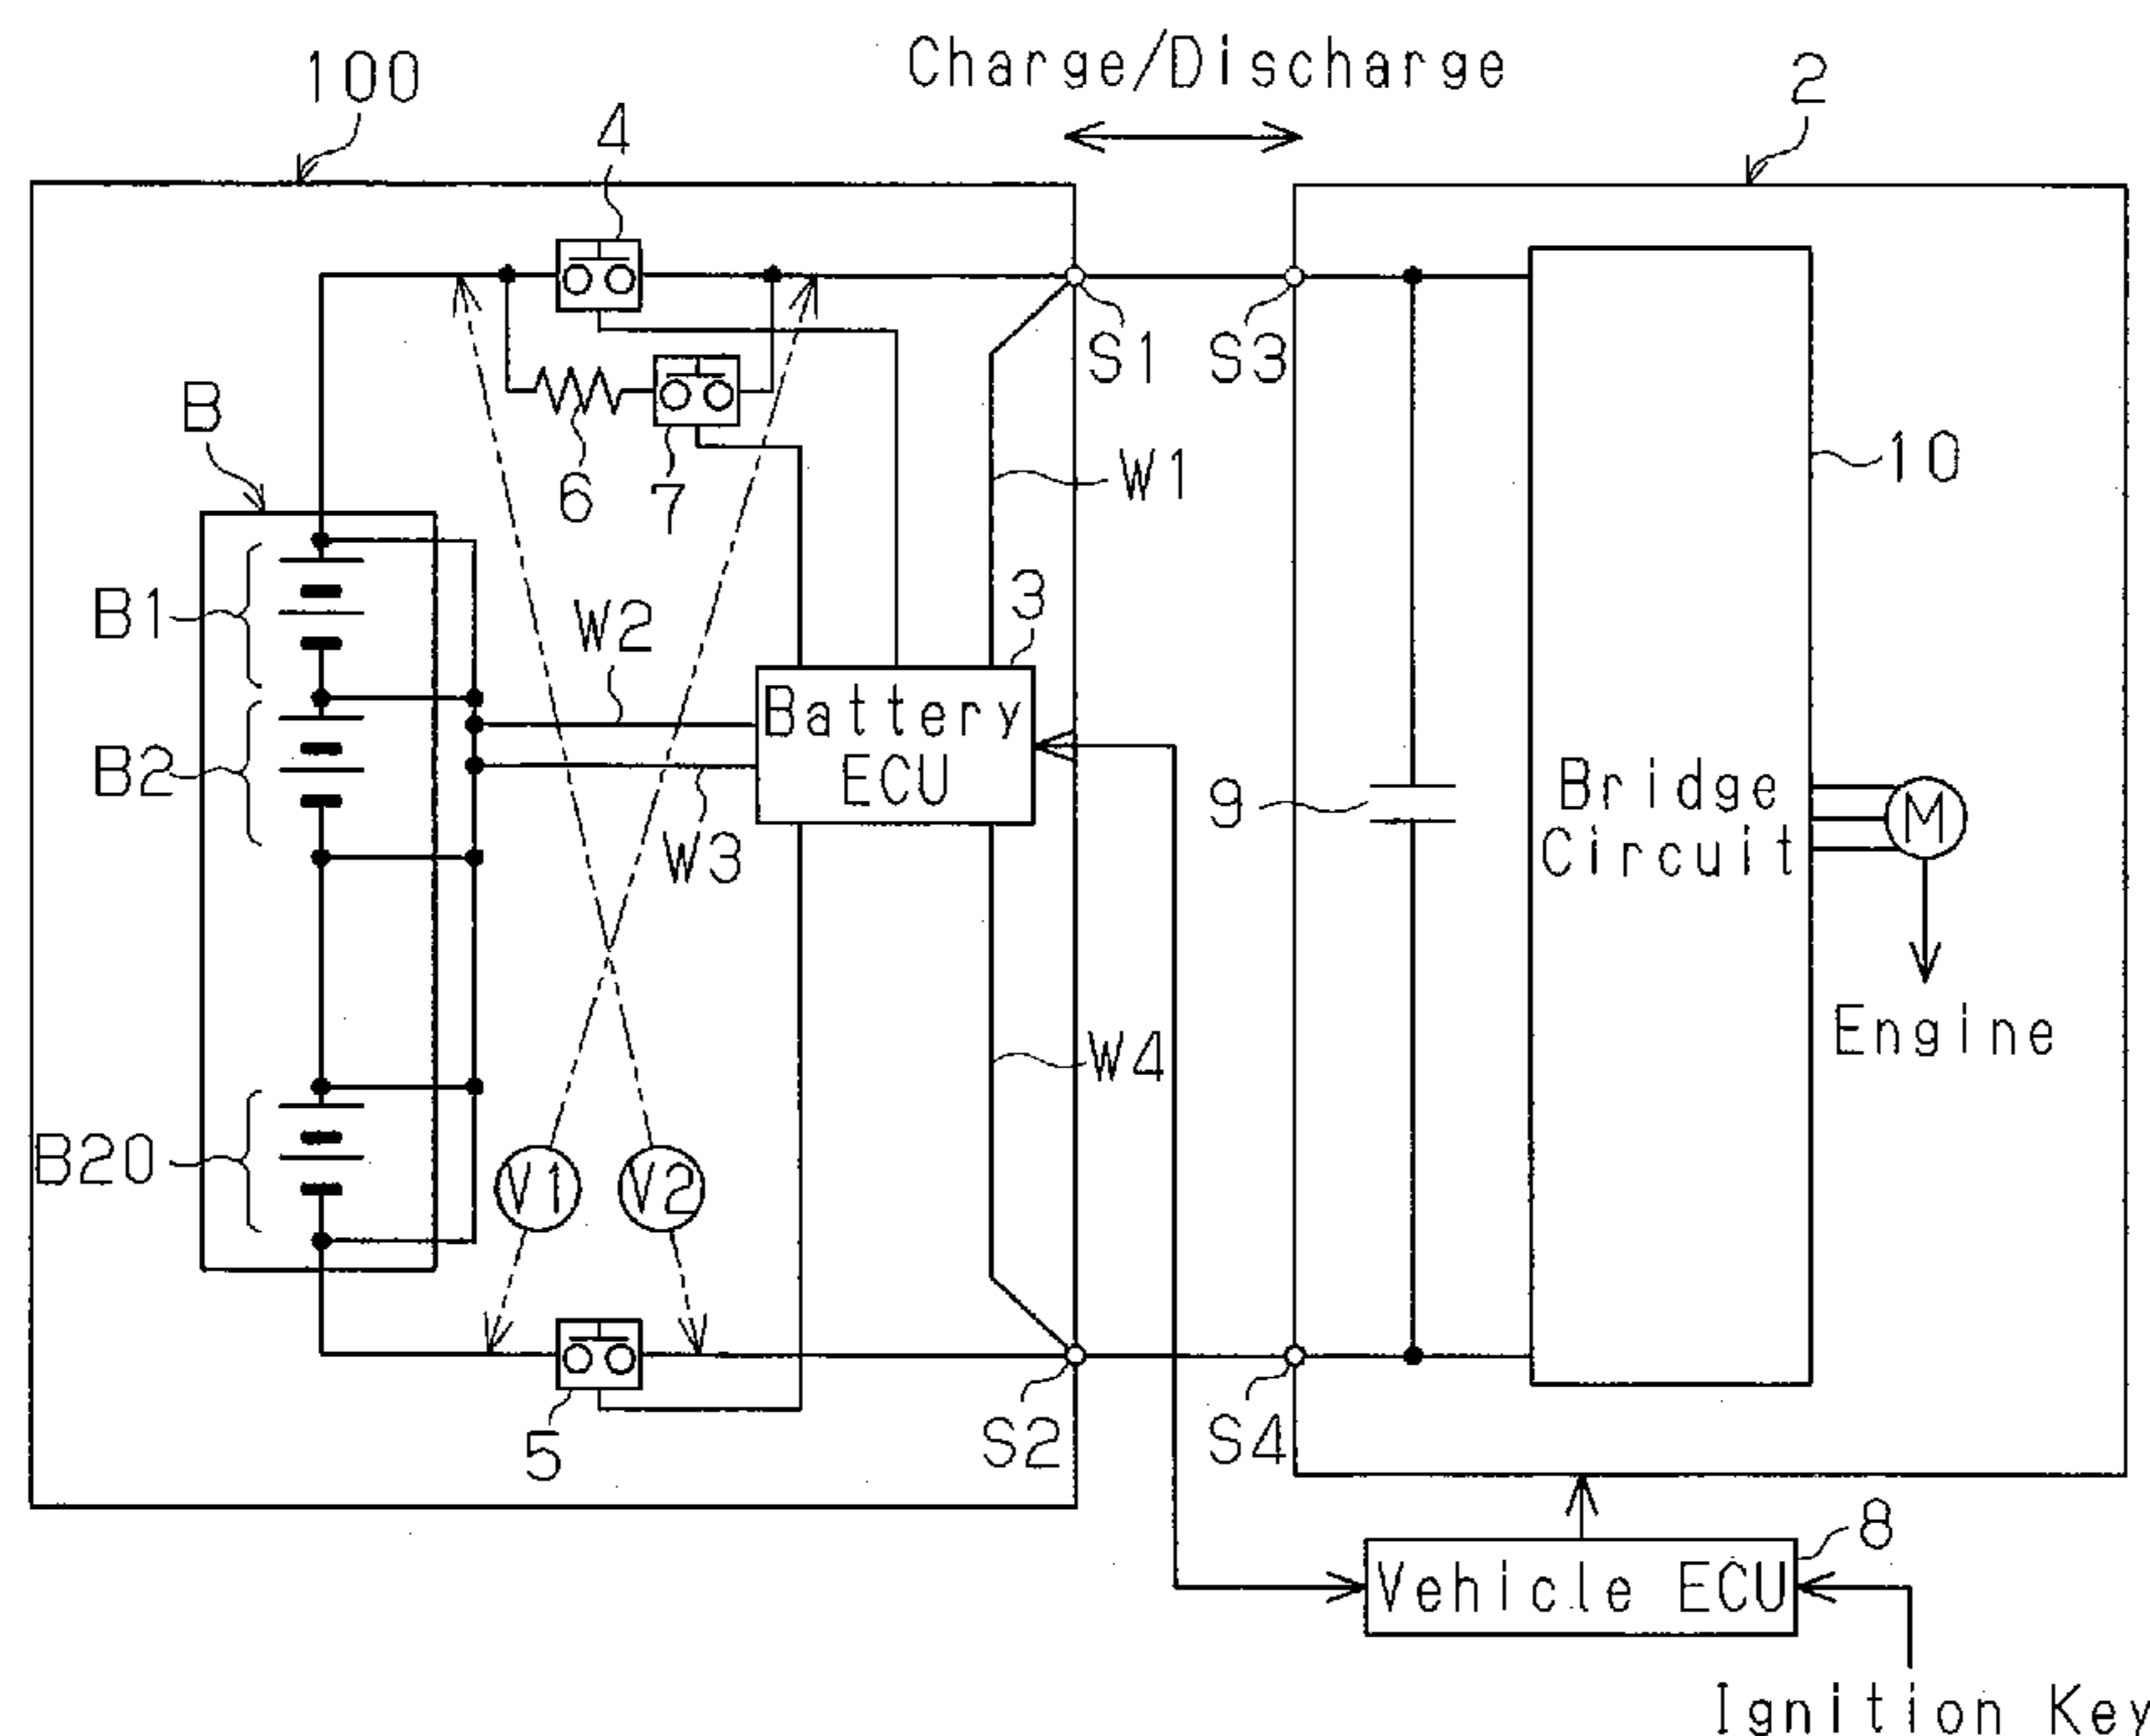 Charge/Discharge
100
4
2
S1
S3
B
6
7
W1
10
B1
W2
3
B2
Battery
ECU
W3
9
Bridge
Circuit
M
Engine
W4
B20
V1
V2
5
S2
S4
8
Vehicle ECU
Ignition Key